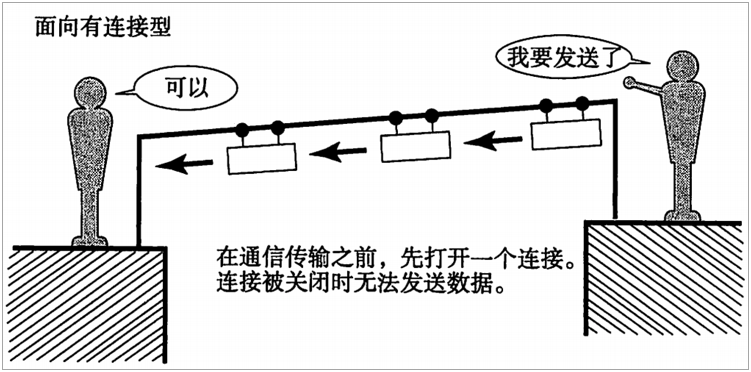 面向有连接型
我要发送了
可以
在通信传输之前，先打开一个连接。
连接被关闭时无法发送数据。